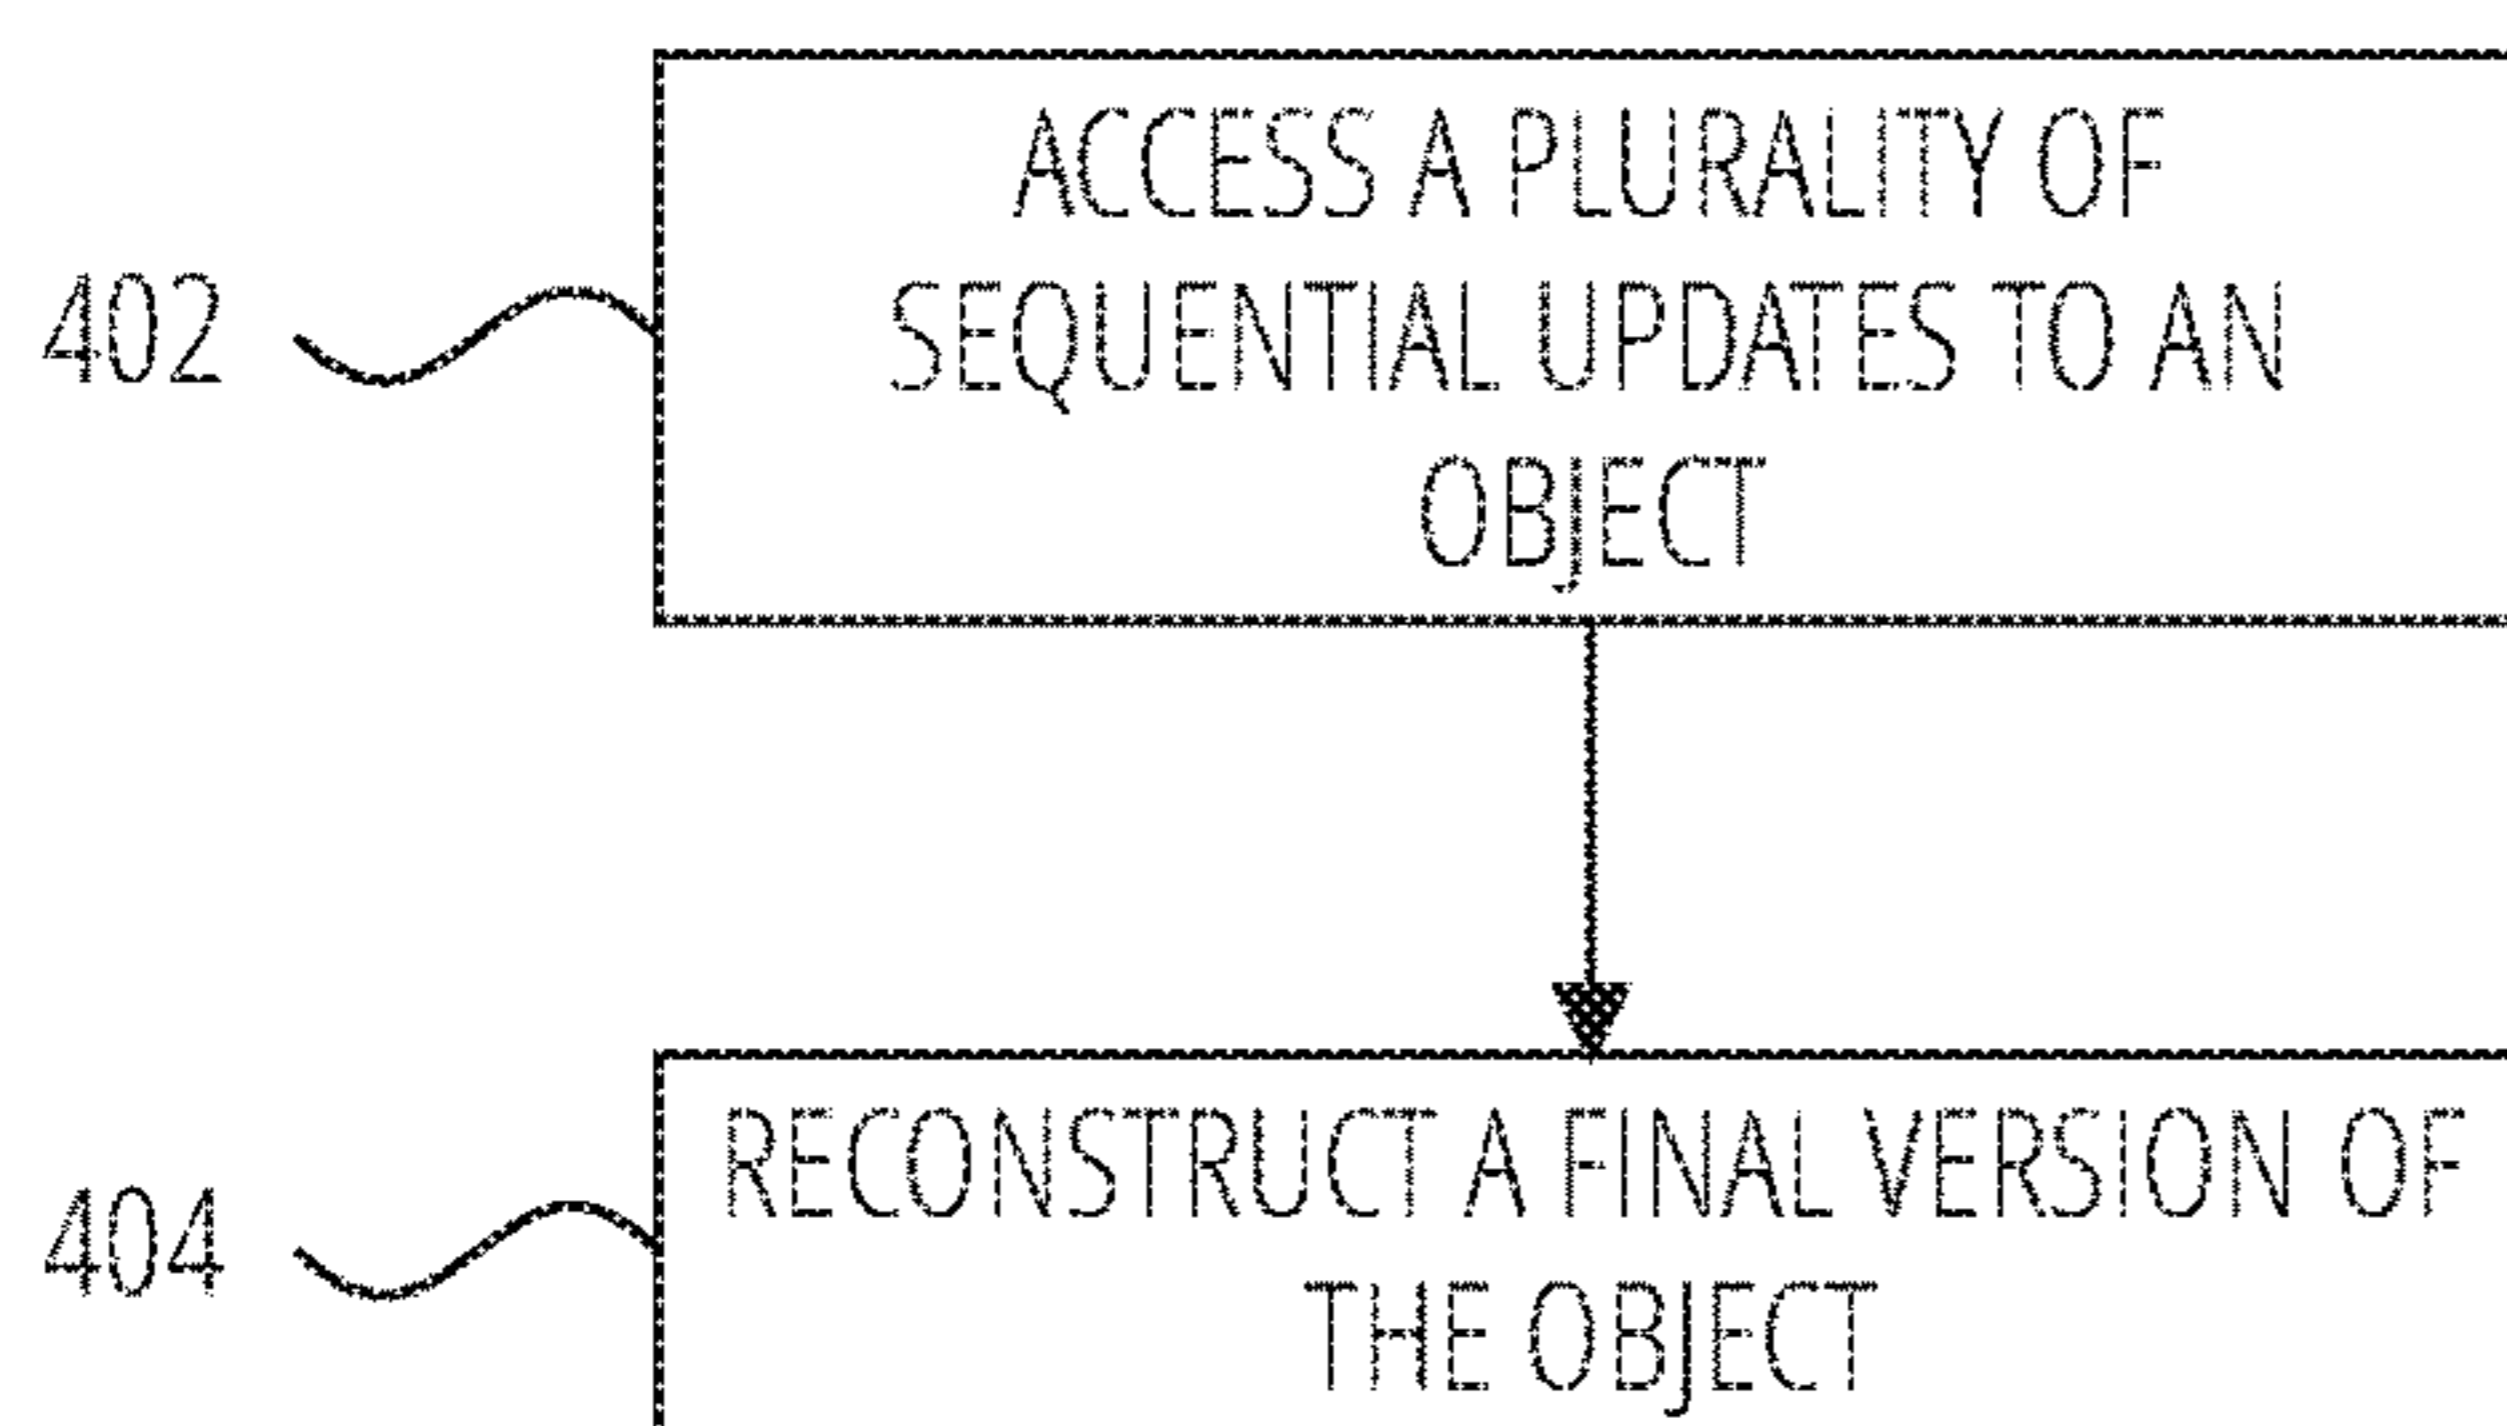 ACCESS A PLURALITY OF
402
SEQUENTIAL UPDATES TO AN
OBJECT
RECONSTRUCT A FINAL VERSION OF
404
THE OBJECT